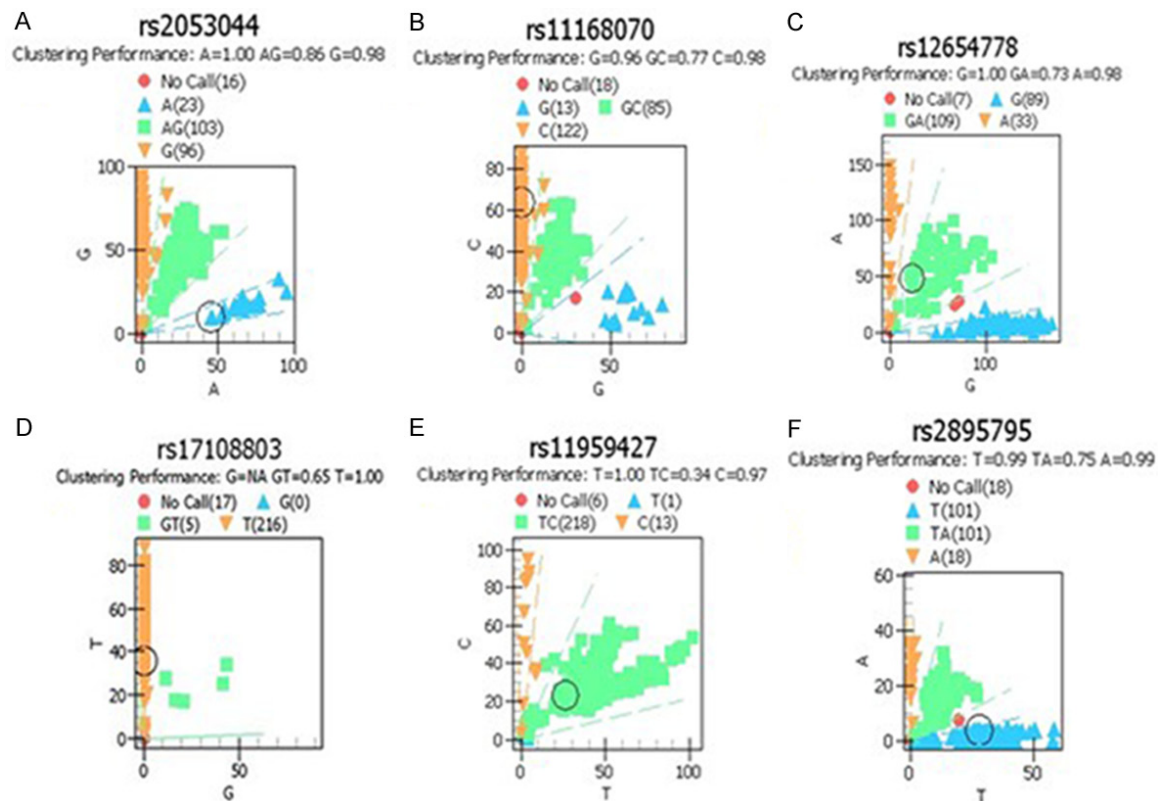 A
rs2053044
Clustering Performance: A=1.00 AG=0.86 G=0.98
No Call(16)
A(23)
AG(103)
G(96)
100
50
0
G
0 50 100
A
B
rs11168070
Clustering Performance: G=0.96 GC=0.77 C=0.98
No Call(18)
G(13) GC(85)
C(122)
80
60
40
20
0
C
0 50
G
C
rs12654778
Clustering Performance: G=1.00 GA=0.73 A=0.98
No Call(7) G(89)
GA(109) A(33)
150
100
50
0
A
0 100
G
D
rs17108803
Clustering Performance: G=NA GT=0.65 T=1.00
No Call(17) G(0)
GT(5) T(216)
80
60
40
20
0
T
0 50
G
E
rs11959427
Clustering Performance: T=1.00 TC=0.34 C=0.97
No Call(6) T(1)
TC(218) C(13)
100
80
60
40
20
0
C
0 50 100
T
F
rs2895795
Clustering Performance: T=0.99 TA=0.75 A=0.99
No Call(18)
T(101)
TA(101)
A(18)
60
40
20
0
A
0 50
T